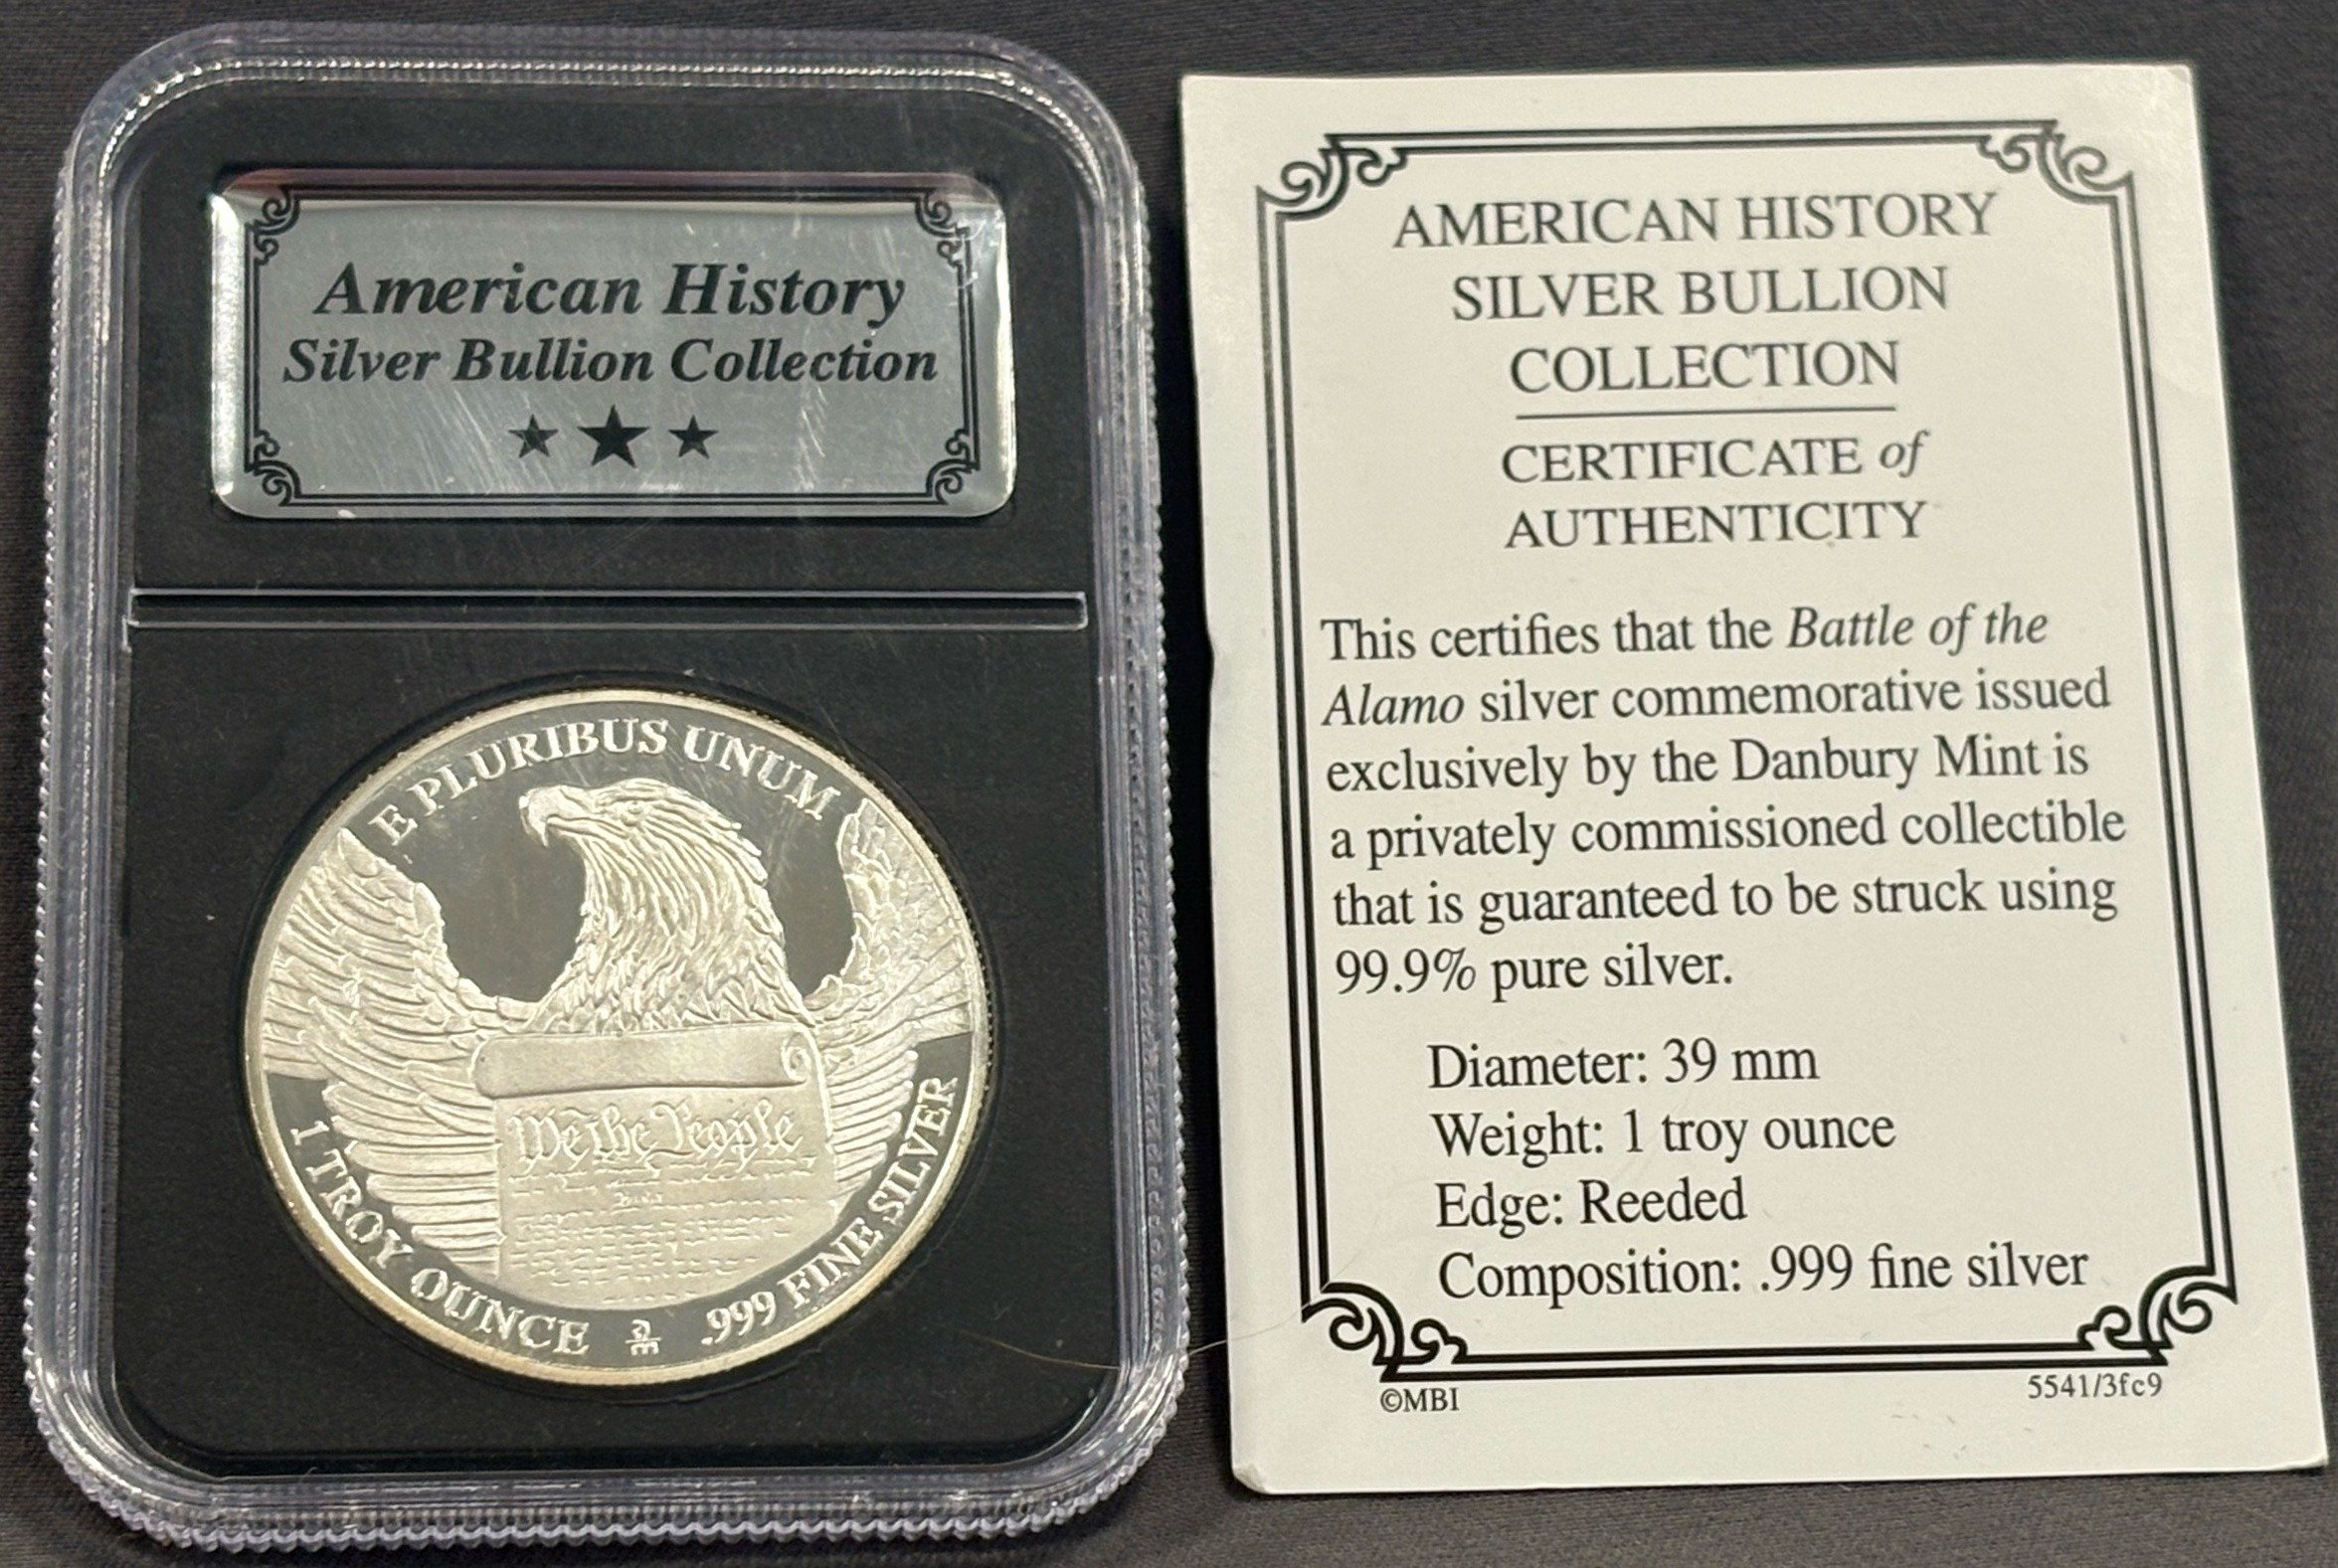 American History
Silver Bullion Collection
E PLURIBUS UNUM
We the People
1 TROY OUNCE
.999 FINE SILVER
AMERICAN HISTORY
SILVER BULLION
COLLECTION
CERTIFICATE of
AUTHENTICITY
This certifies that the Battle of the
Alamo silver commemorative issued
exclusively by the Danbury Mint is
a privately commissioned collectible
that is guaranteed to be struck using
99.9% pure silver.
Diameter: 39 mm
Weight: 1 troy ounce
Edge: Reeded
Composition: .999 fine silver
©MBI
5541/3fc9